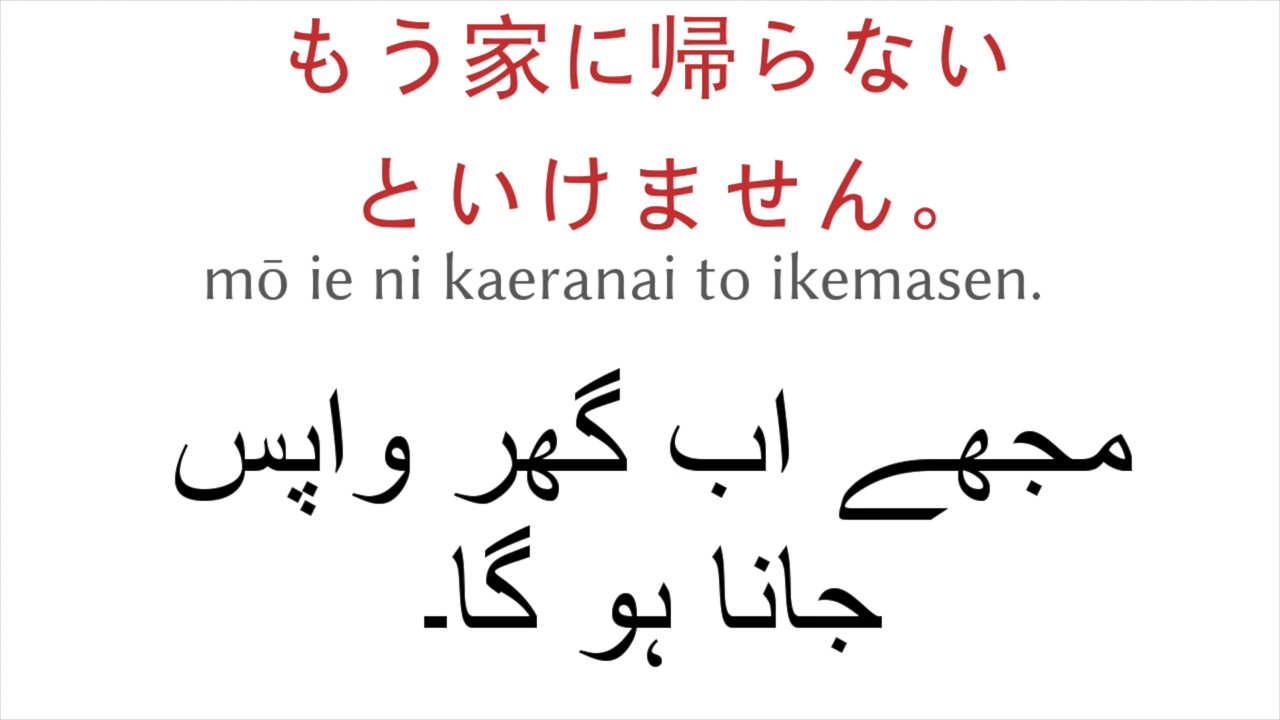 もう家に帰らない
といけません。
mō ie ni kaeranai to ikemasen.
مجھے اب گھر واپس
جانا ہو گا۔